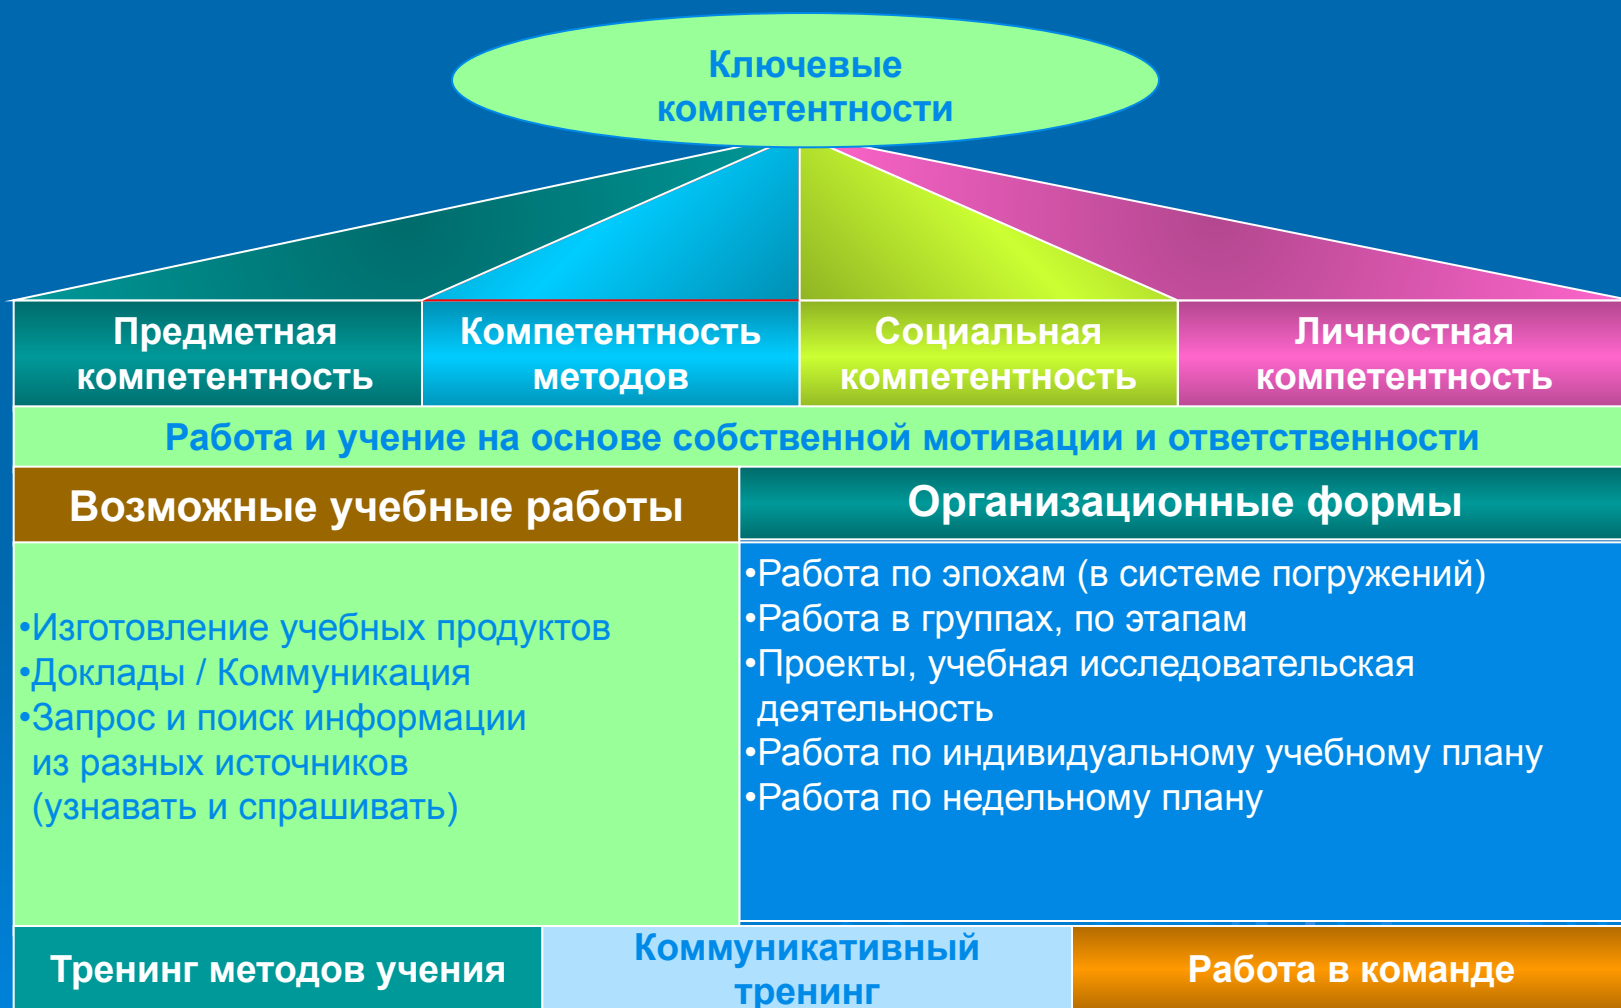 Ключевые
компетентности
Предметная
компетентность
Компетентность
методов
Социальная
компетентность
Личностная
компетентность
Работа и учение на основе собственной мотивации и ответственности
Возможные учебные работы
Организационные формы
•Изготовление учебных продуктов
•Доклады / Коммуникация
•Запрос и поиск информации
из разных источников
(узнавать и спрашивать)
•Работа по эпохам (в системе погружений)
•Работа в группах, по этапам
•Проекты, учебная исследовательская
деятельность
•Работа по индивидуальному учебному плану
•Работа по недельному плану
Тренинг методов учения
Коммуникативный
тренинг
Работа в команде